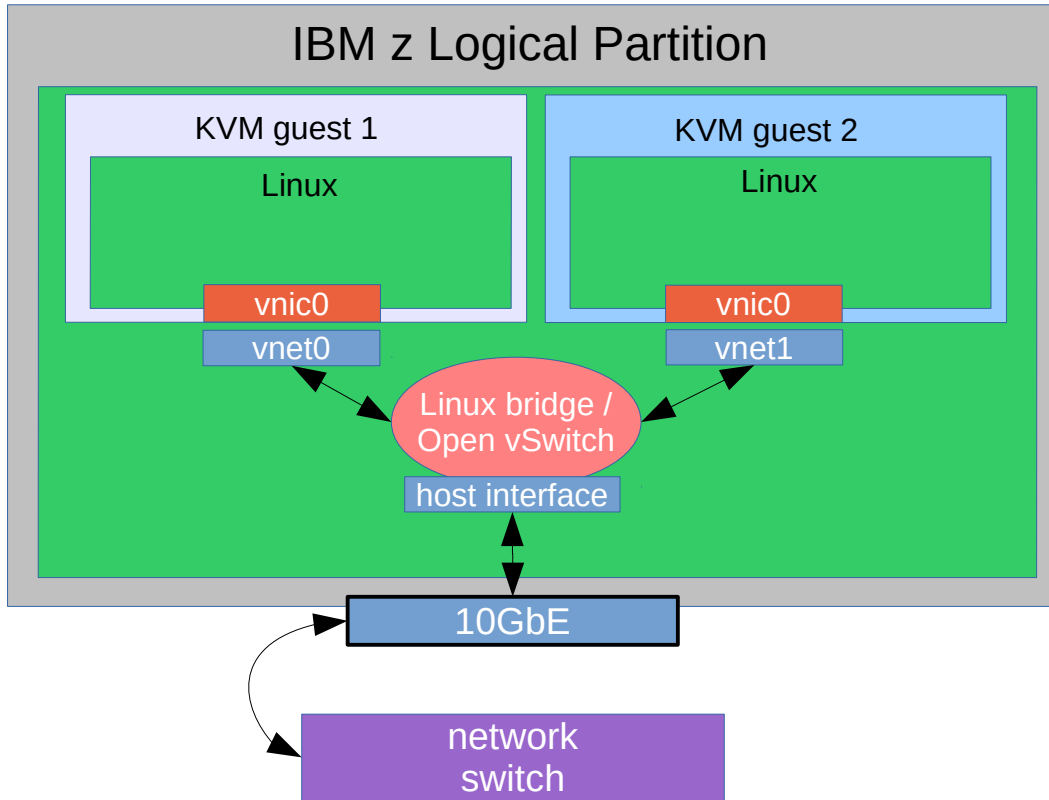 IBM z Logical Partition
KVM guest 1
Linux
vnic0
vnet0
KVM guest 2
Linux
vnic0
vnet1
Linux bridge /
Open vSwitch
host interface
10GbE
network
switch